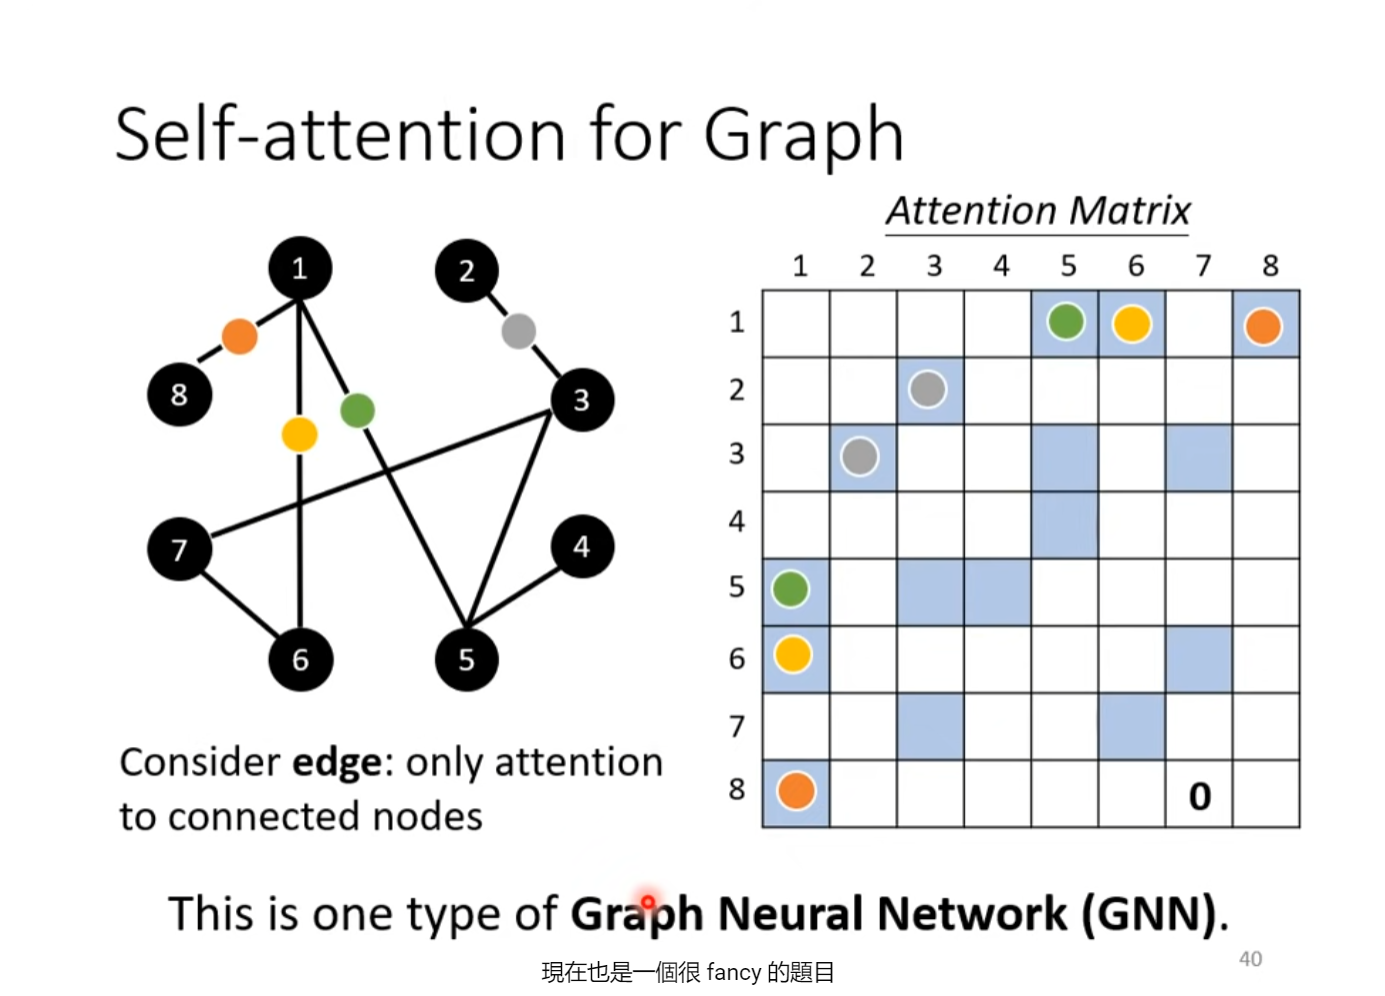 Self-attention for Graph
Attention Matrix
1 2 3 4 5 6 7 8
1
2
3
4
5
6
7
8 0
1
2
8
3
7
4
6
5
Consider edge: only attention
to connected nodes
This is one type of Graph Neural Network (GNN).
40
現在也是一個很 fancy 的題目